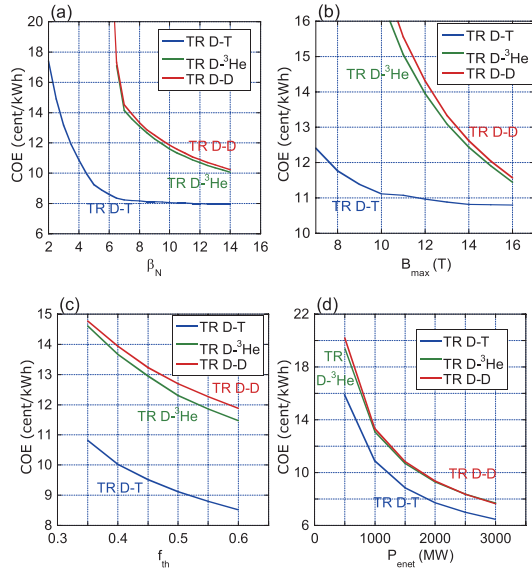 (a)
COE (cent/kWh)
20
18
16
14
12
10
8
6
TR D-T
TR D-³He
TR D-D
TR D-D
TR D-³He
TR D-T
2 4 6 8 10 12 14 16
β_N
(b)
COE (cent/kWh)
16
15
14
13
12
11
10
TR D-T
TR D-³He
TR D-D
TR D-³He
TR D-D
TR D-T
8 10 12 14 16
B_max (T)
(c)
COE (cent/kWh)
15
14
13
12
11
10
9
8
TR D-T
TR D-³He
TR D-D
TR D-D
TR D-³He
TR D-T
0.3 0.4 0.5 0.6
f_th
(d)
COE (cent/kWh)
22
18
14
10
6
TR D-T
TR D-³He
TR D-D
TR
D-³He
TR D-D
TR D-T
0 1000 1500 2000 3000
P_enet (MW)